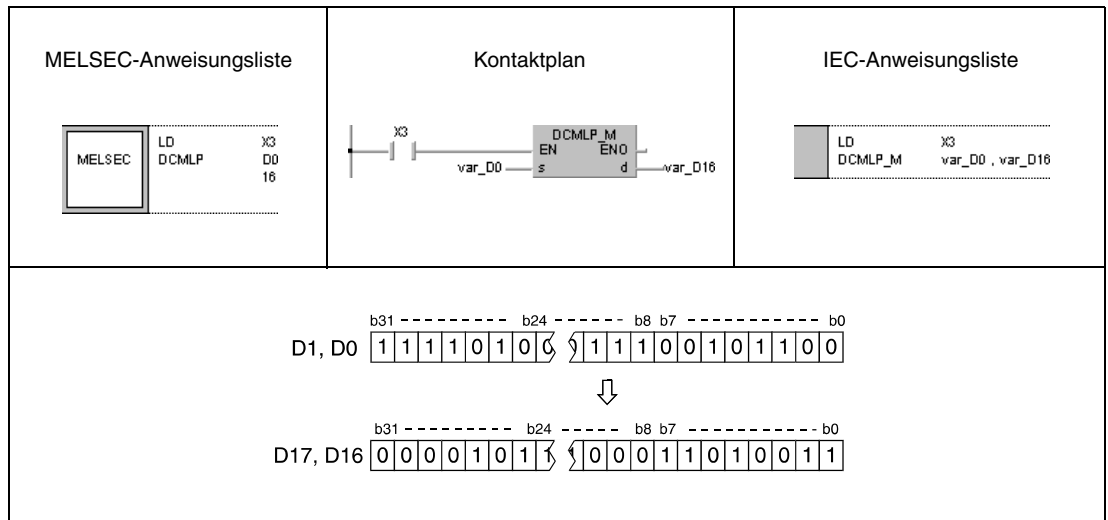 MELSEC-Anweisungsliste
MELSEC
LD X3
DCMLP D0
16
Kontaktplan
X3
DCMLP_M
EN ENO
var_D0 s d var_D16
IEC-Anweisungsliste
LD X3
DCMLP_M var_D0 , var_D16
b31 b24 b8 b7 b0
D1, D0 1 1 1 1 0 1 0 0 0 1 1 1 0 0 1 0 1 1 0 0
b31 b24 b8 b7 b0
D17, D16 0 0 0 0 1 0 1 1 1 0 0 0 1 1 0 1 0 0 1 1